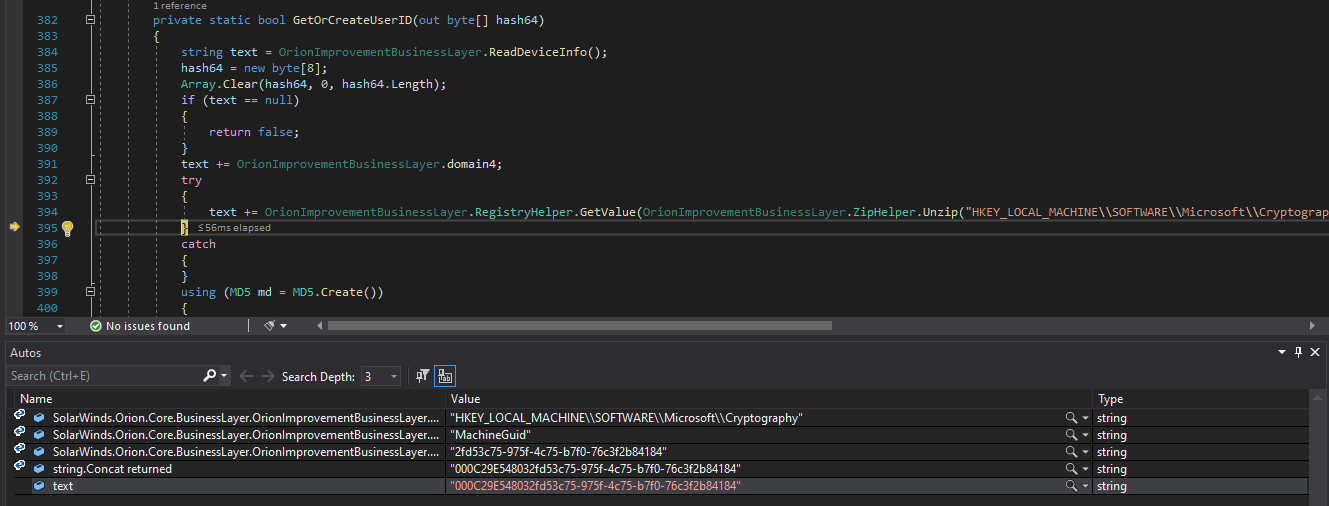 1 reference
382 private static bool GetOrCreateUserID(out byte[] hash64)
383 {
384 string text = OrionImprovementBusinessLayer.ReadDeviceInfo();
385 hash64 = new byte[8];
386 Array.Clear(hash64, 0, hash64.Length);
387 if (text == null)
388 {
389 return false;
390 }
391 text += OrionImprovementBusinessLayer.domain4;
392 try
393 {
394 text += OrionImprovementBusinessLayer.RegistryHelper.GetValue(OrionImprovementBusinessLayer.ZipHelper.Unzip("HKEY_LOCAL_MACHINE\\SOFTWARE\\Microsoft\\Cryptograp
395 } ≤56ms elapsed
396 catch
397 {
398 }
399 using (MD5 md = MD5.Create())
400 {
100 % No issues found
Autos
Search (Ctrl+E) Search Depth: 3
Name Value Type
SolarWinds.Orion.Core.BusinessLayer.OrionImprovementBusinessLayer.... "HKEY_LOCAL_MACHINE\\SOFTWARE\\Microsoft\\Cryptography" string
SolarWinds.Orion.Core.BusinessLayer.OrionImprovementBusinessLayer.... "MachineGuid" string
SolarWinds.Orion.Core.BusinessLayer.OrionImprovementBusinessLayer.... "2fd53c75-975f-4c75-b7f0-76c3f2b84184" string
string.Concat returned "000C29E548032fd53c75-975f-4c75-b7f0-76c3f2b84184" string
text "000C29E548032fd53c75-975f-4c75-b7f0-76c3f2b84184" string